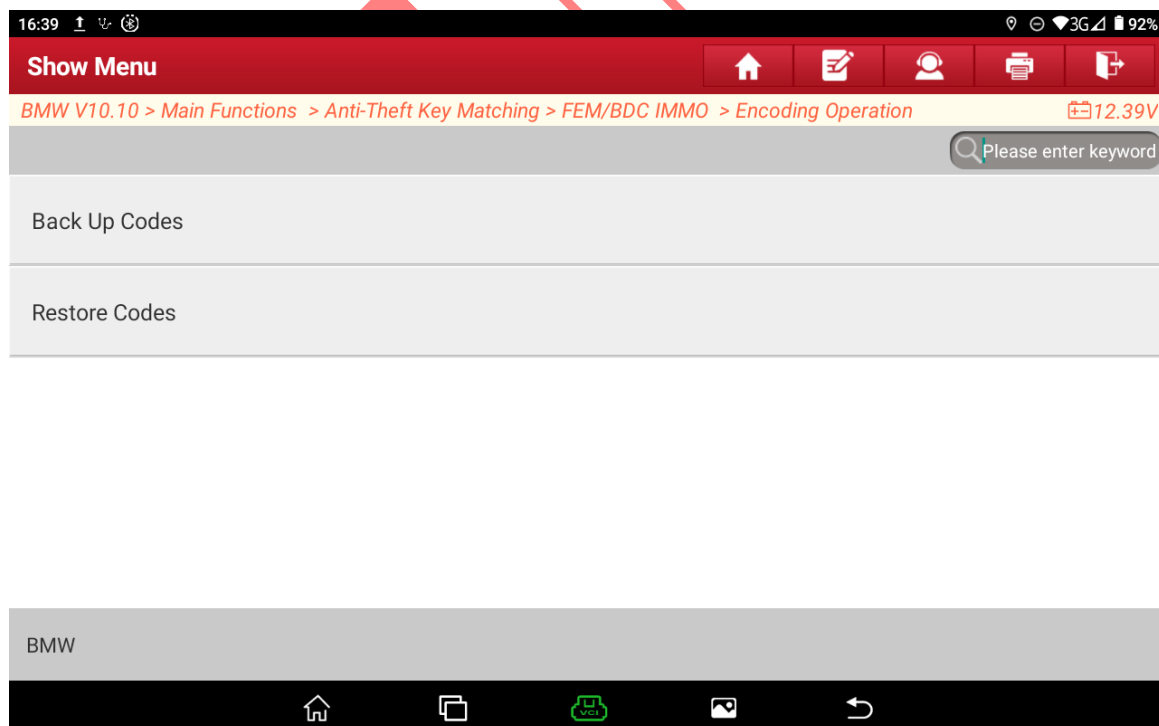 16:39 3G 92%
Show Menu
BMW V10.10 > Main Functions > Anti-Theft Key Matching > FEM/BDC IMMO > Encoding Operation 12.39V
Please enter keyword
Back Up Codes
Restore Codes
BMW
VCI